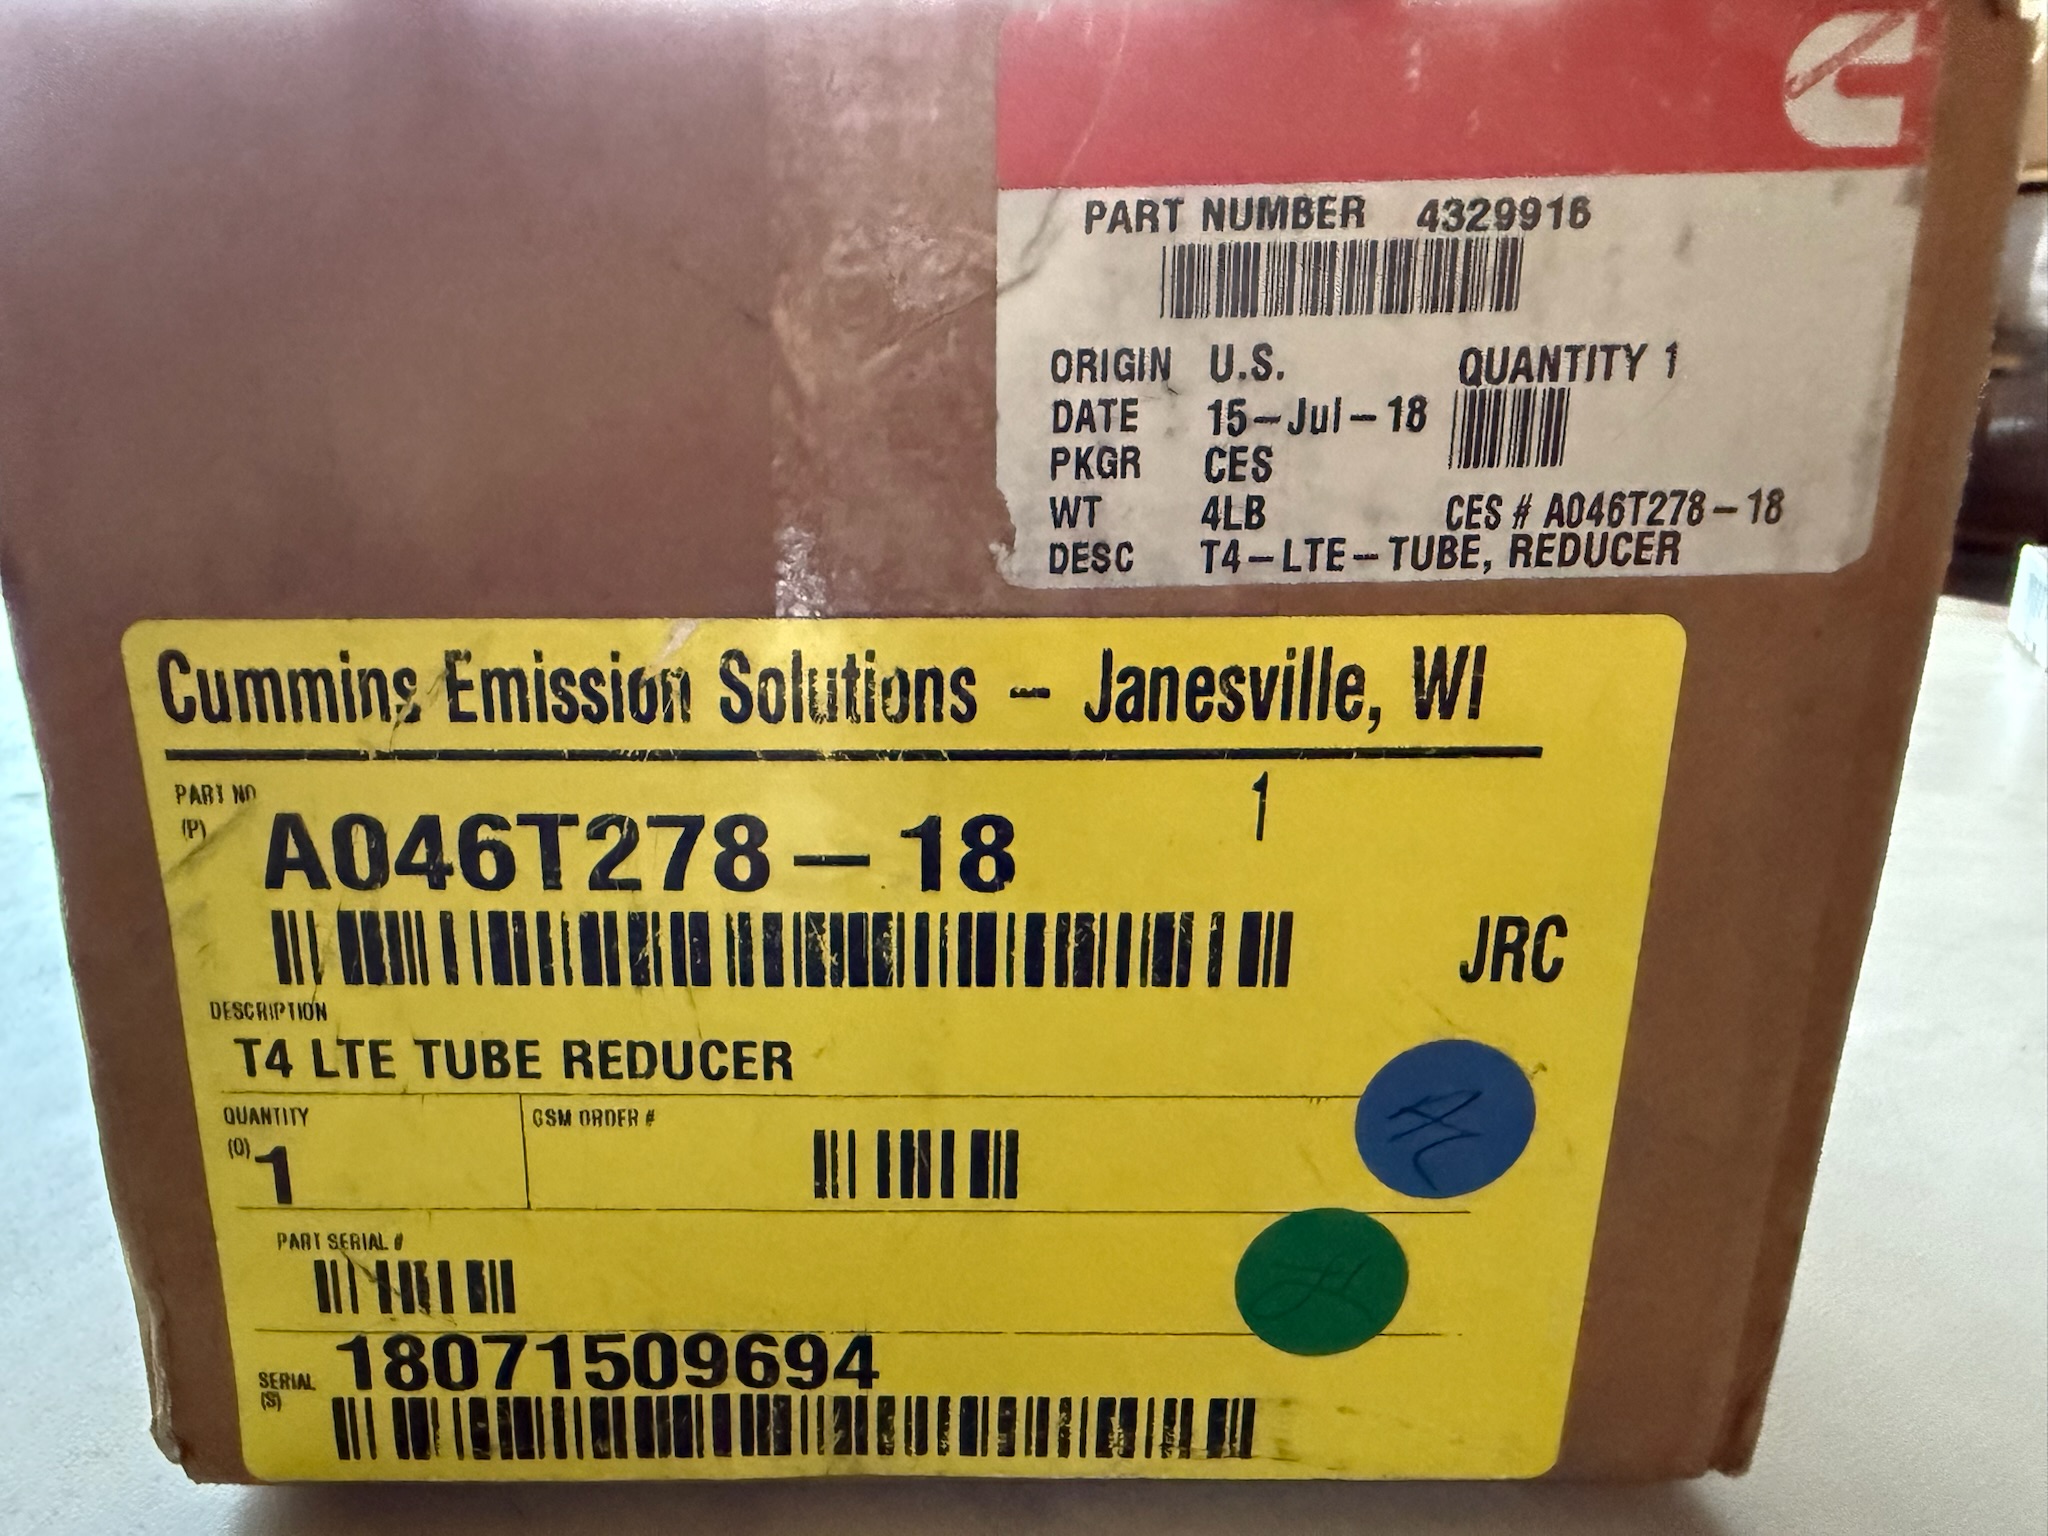 PART NUMBER 4329916
ORIGIN U.S. QUANTITY 1
DATE 15-Jul-18
PKGR CES
WT 4LB CES # A046T278-18
DESC T4-LTE-TUBE, REDUCER
Cummins Emission Solutions - Janesville, WI
PART NO 1
(P) A046T278-18
JRC
DESCRIPTION
T4 LTE TUBE REDUCER
QUANTITY GSM ORDER #
(Q) 1
PART SERIAL #
18071509694
SERIAL
(S)